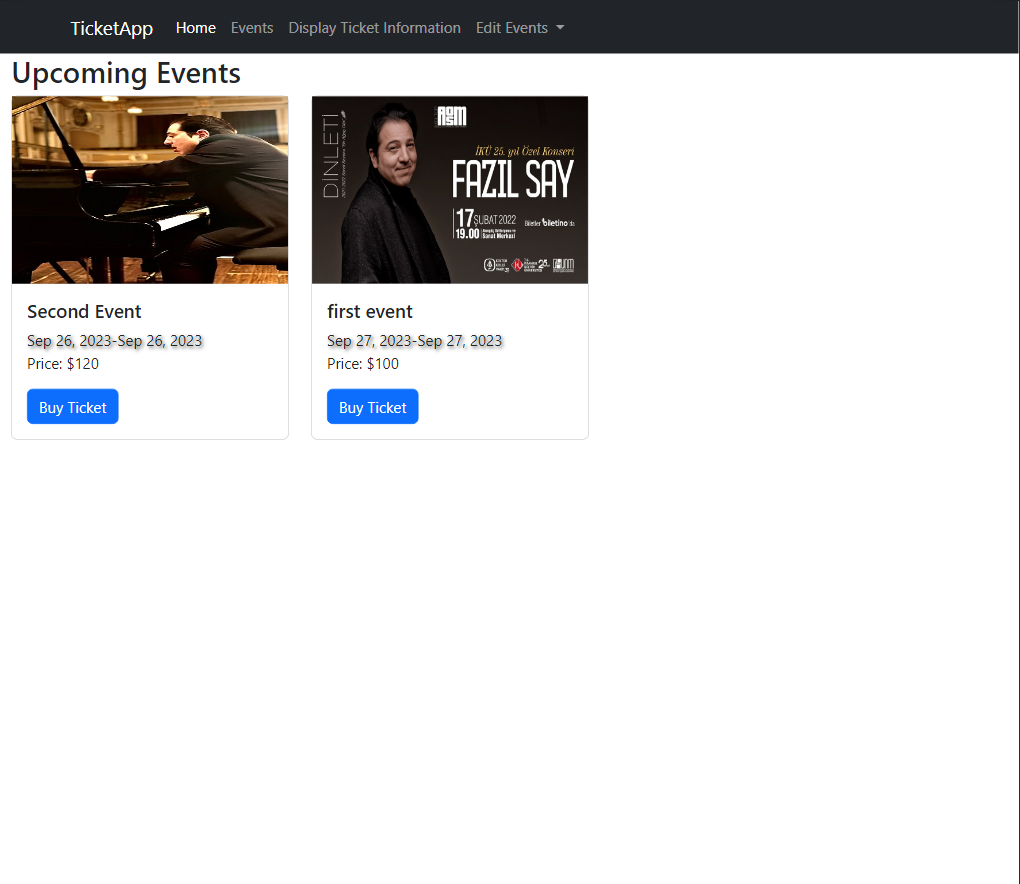 TicketApp Home Events Display Ticket Information Edit Events
Upcoming Events
DİNLETİ
İKÜ 25. yıl Özel Konseri
FAZIL SAY
17 ŞUBAT 2022
19.00
Biletler biletino'da
Second Event
Sep 26, 2023-Sep 26, 2023
Price: $120
Buy Ticket
first event
Sep 27, 2023-Sep 27, 2023
Price: $100
Buy Ticket